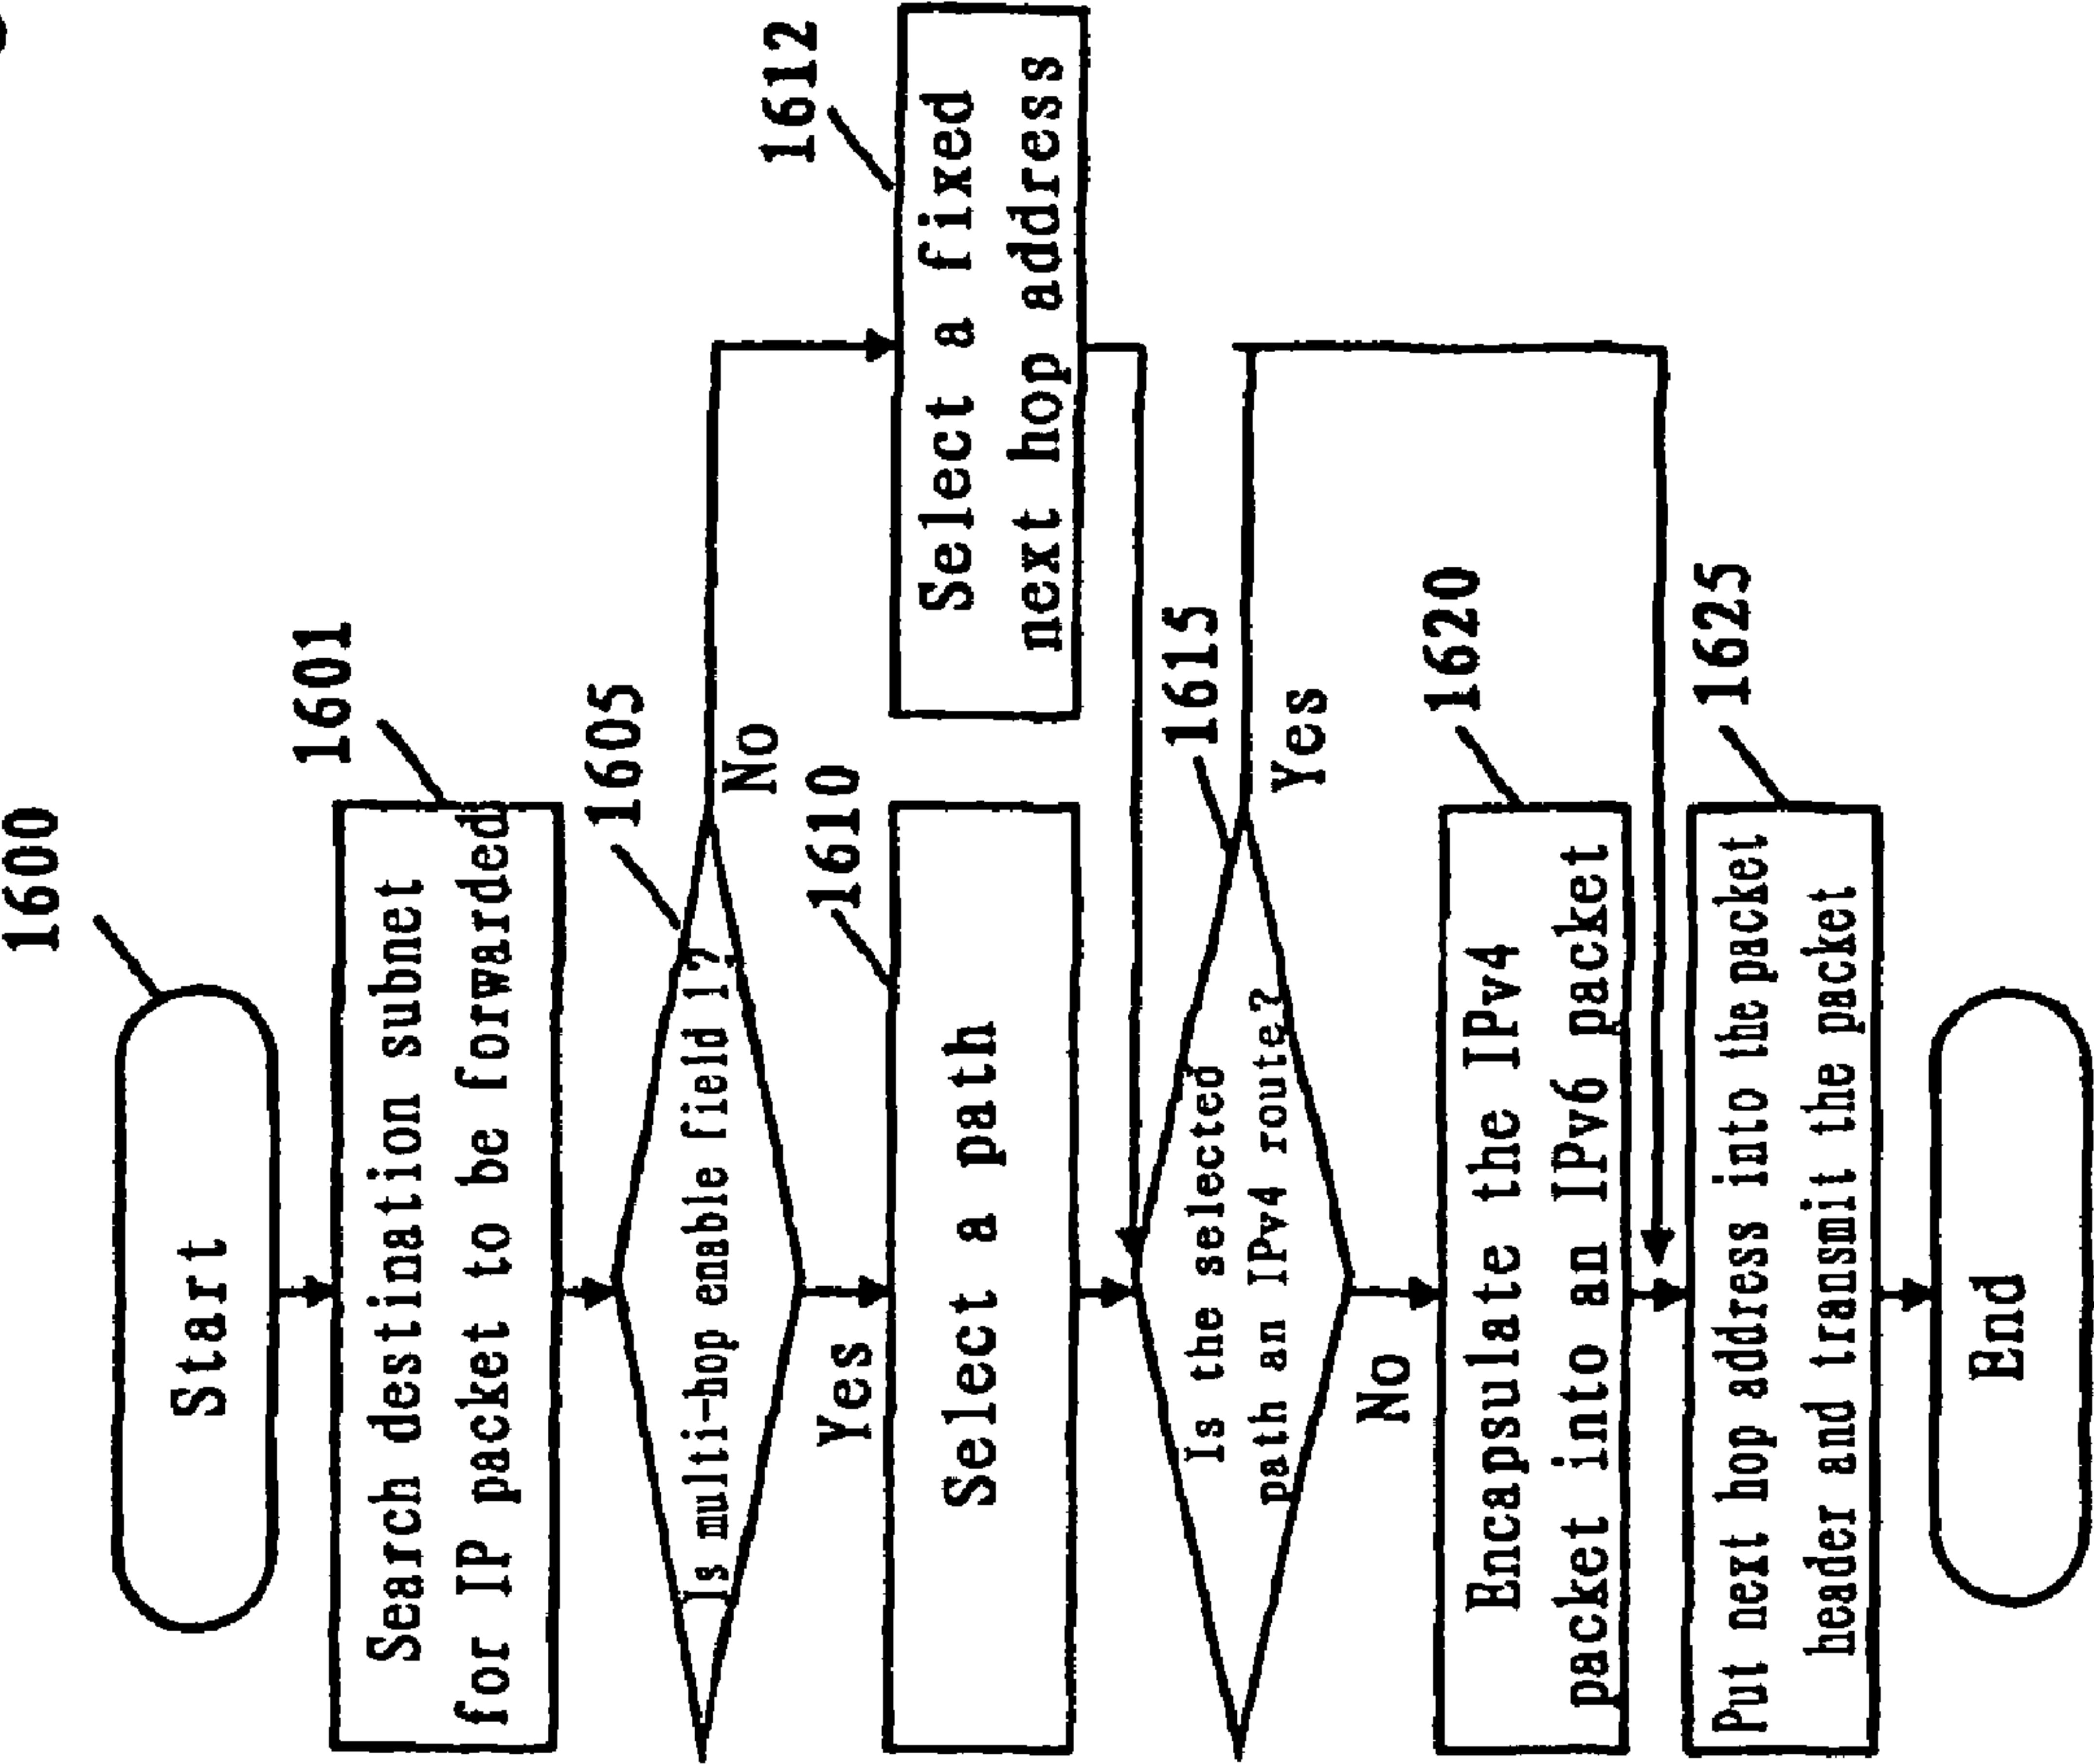 1600
Start
1601
Search destination subnet
for IP packet to be forwarded
1605
Is multi-hop enable field 1?
No
Yes
1612
Select a fixed
next hop address
1610
Select a path
1615
Is the selected
path an IPv4 route?
Yes
No
1620
Encapsulate the IPv4
packet into an IPv6 packet
1625
Put next hop address into the packet
header and transmit the packet
End